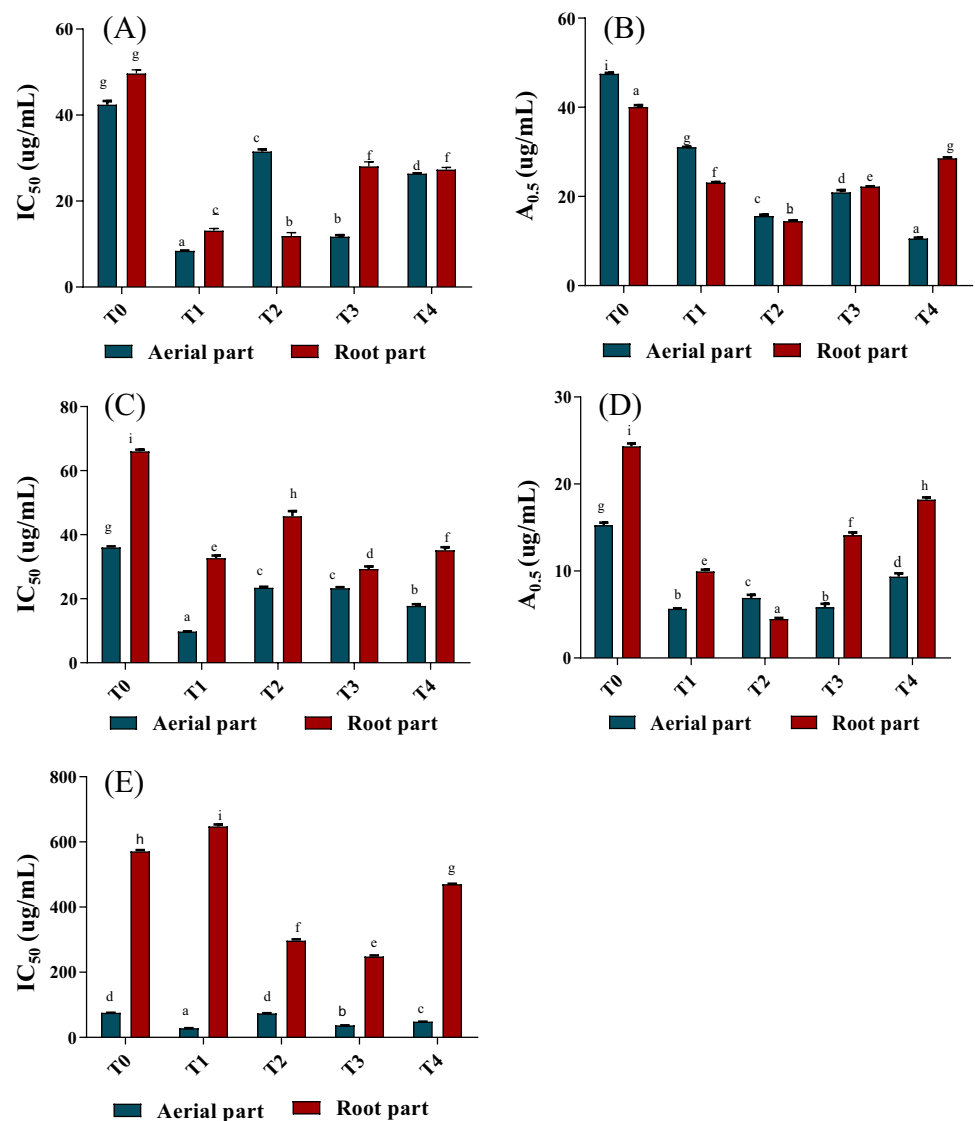 (A)
IC50 (ug/mL)
60
40
20
0
g g a c c b b f d f
T0 T1 T2 T3 T4
Aerial part Root part
(B)
A0.5 (ug/mL)
60
40
20
0
i a g f c b d e a g
T0 T1 T2 T3 T4
Aerial part Root part
(C)
IC50 (ug/mL)
80
60
40
20
0
g i a e c h c d b f
T0 T1 T2 T3 T4
Aerial part Root part
(D)
A0.5 (ug/mL)
30
20
10
0
g i b e c a b f d h
T0 T1 T2 T3 T4
Aerial part Root part
(E)
IC50 (ug/mL)
800
600
400
200
0
d h a i d f b e c g
T0 T1 T2 T3 T4
Aerial part Root part